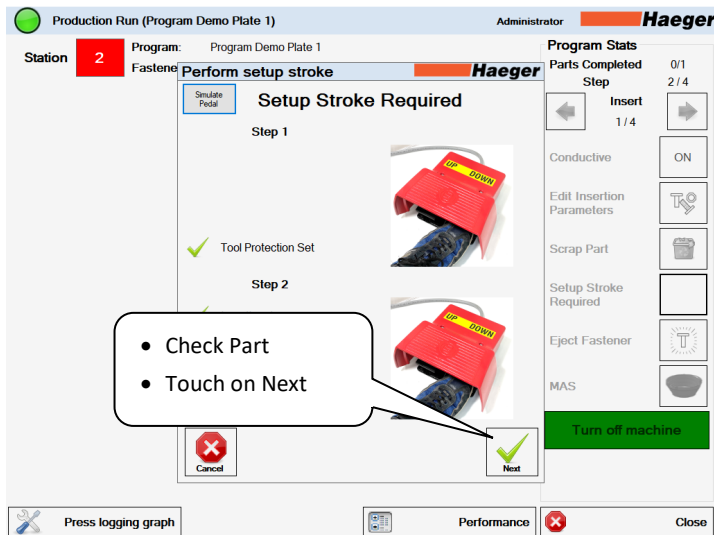 Production Run (Program Demo Plate 1)
Administrator
Haeger
Station
2
Program:
Program Demo Plate 1
Fastene
Perform setup stroke
Haeger
Simulate
Pedal
Setup Stroke Required
Step 1
UP DOWN
Tool Protection Set
Step 2
UP DOWN
• Check Part
• Touch on Next
Cancel
Next
Program Stats
Parts Completed
0/1
Step
2 / 4
Insert
1 / 4
Conductive
ON
Edit Insertion
Parameters
Scrap Part
Setup Stroke
Required
Eject Fastener
MAS
Turn off machine
Press logging graph
Performance
Close